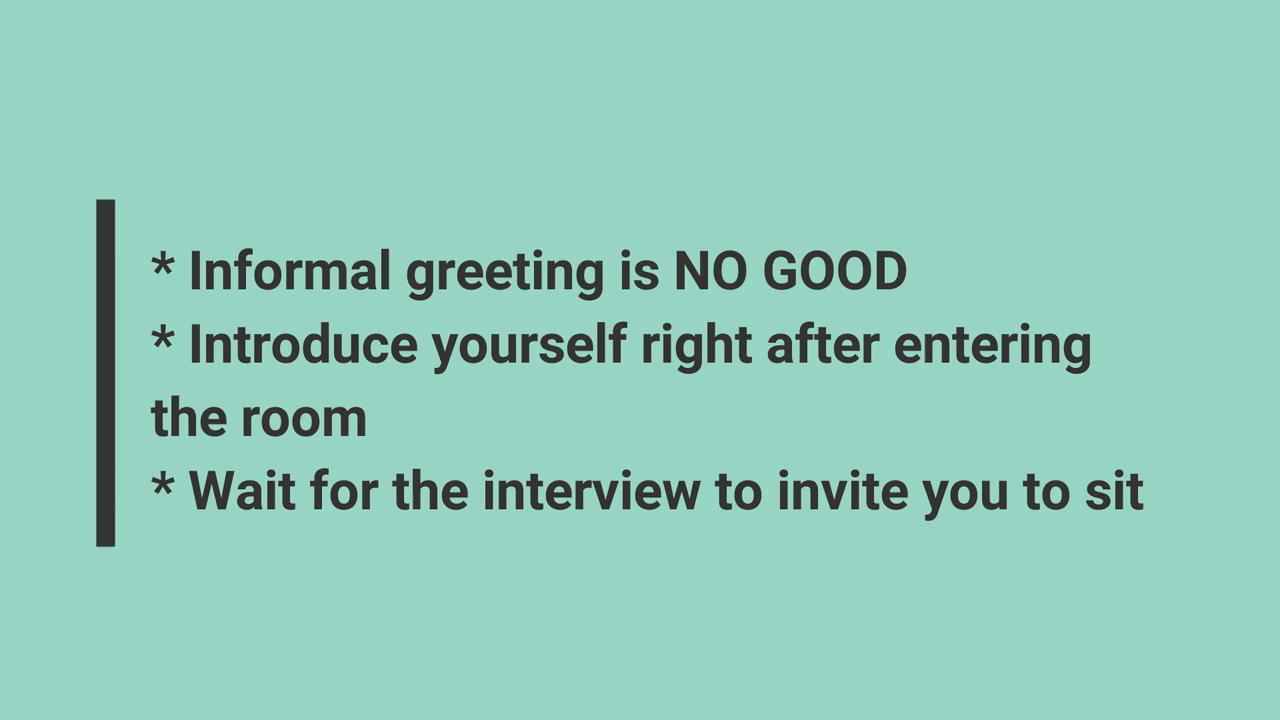 * Informal greeting is NO GOOD
* Introduce yourself right after entering
the room
* Wait for the interview to invite you to sit